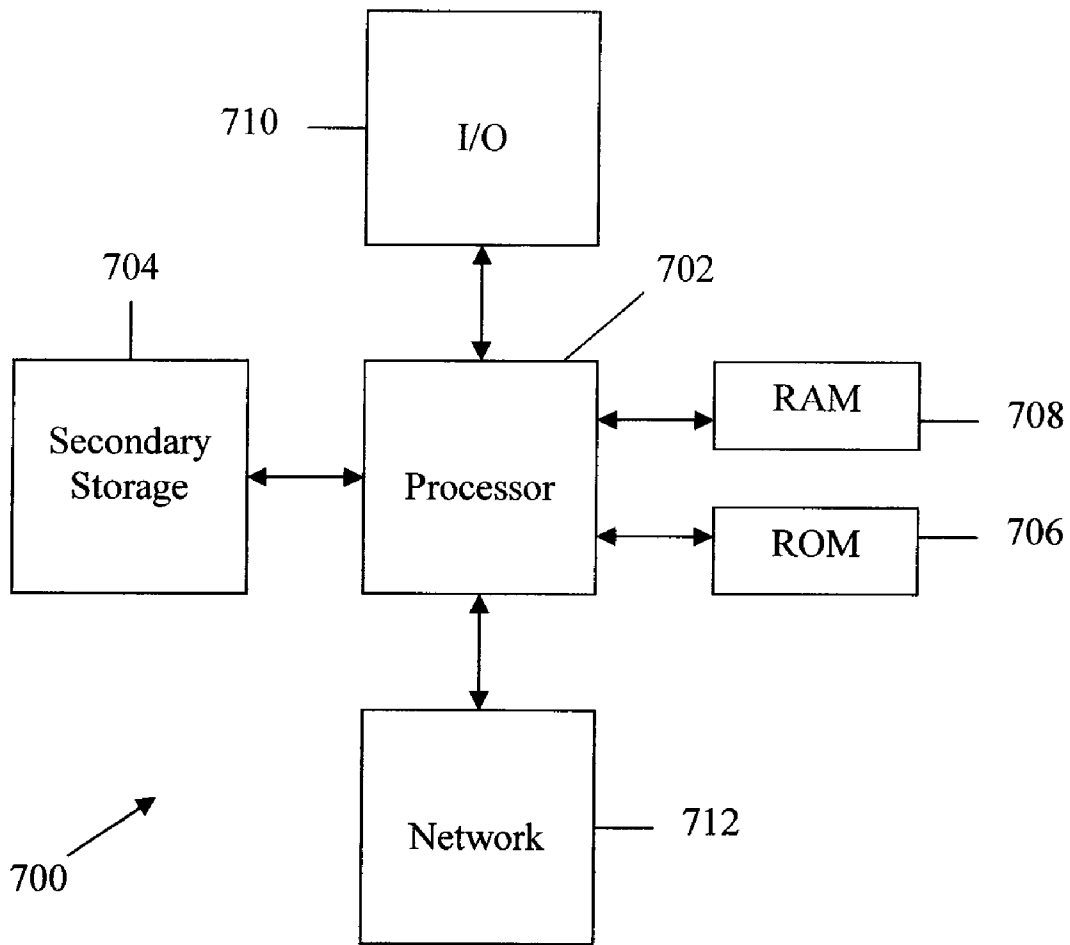 710
I/O
704
702
Secondary
Storage
Processor
RAM
708
ROM
706
Network
712
700